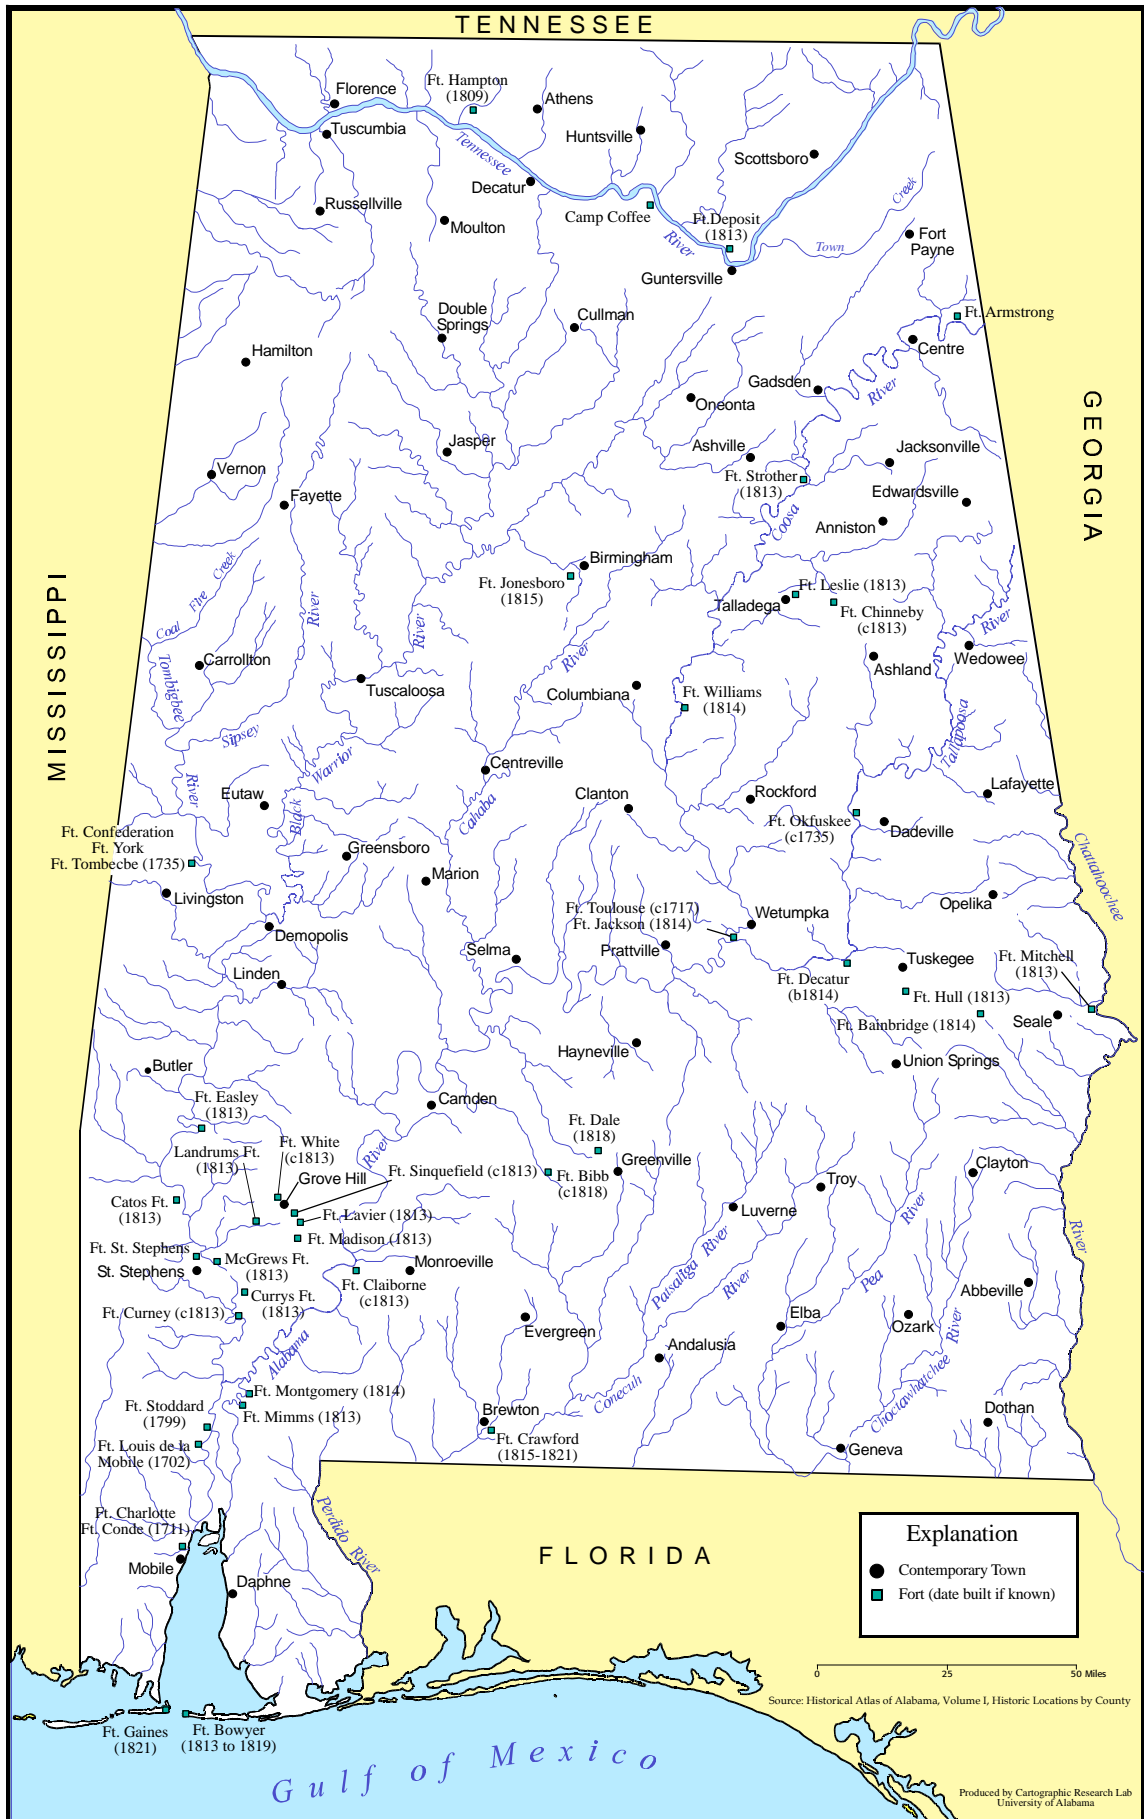 TENNESSEE
Florence
Ft. Hampton
(1809)
Athens
Tuscumbia
Huntsville
Scottsboro
Tennessee
Decatur
Creek
Russellville
Camp Coffee
Ft.Deposit
(1813)
Moulton
River
Town
Fort
Payne
Guntersville
Double
Springs
Cullman
Ft. Armstrong
Hamilton
Centre
Gadsden
River
Oneonta
GEORGIA
Jasper
Ashville
Jacksonville
Vernon
Ft. Strother
(1813)
Fayette
Edwardsville
Coosa
Anniston
Birmingham
Creek
Fire
Coal
Ft. Jonesboro
(1815)
MISSISSIPPI
River
Ft. Leslie (1813)
Talladega
Ft. Chinneby
(c1813)
River
River
River
Carrollton
Wedowee
Tombigbee
Ashland
Tuscaloosa
Columbiana
Ft. Williams
(1814)
Sipsey
Tallapoosa
Warrior
Centreville
River
Black
Eutaw
Clanton
Rockford
Lafayette
Cahaba
Ft. Okfuskee
(c1735)
Dadeville
Ft. Confederation
Ft. York
Ft. Tombecbe (1735)
Greensboro
Chattahoochee
Marion
Livingston
Opelika
Ft. Toulouse (c1717)
Ft. Jackson (1814)
Wetumpka
Demopolis
Selma
Prattville
Tuskegee
Ft. Mitchell
(1813)
Linden
Ft. Decatur
(b1814)
Ft. Hull (1813)
Ft. Bainbridge (1814)
Seale
Hayneville
Union Springs
Butler
Ft. Easley
(1813)
Camden
Ft. Dale
(1818)
Landrums Ft.
(1813)
Ft. White
(c1813)
River
Grove Hill
Ft. Sinquefield (c1813)
Ft. Bibb
(c1818)
Greenville
Clayton
Troy
Catos Ft.
(1813)
Ft. Lavier (1813)
Luverne
River
River
Ft. Madison (1813)
Ft. St. Stephens
McGrews Ft.
(1813)
St. Stephens
Ft. Claiborne
c1813)
Monroeville
Patsaliga
River
River
Pea
Abbeville
Currys Ft.
(1813)
Ft. Curney (c1813)
Evergreen
Elba
Ozark
River
Alabama
Andalusia
Choctawhatchee
Conecuh
Ft. Montgomery (1814)
Ft. Mimms (1813)
Ft. Stoddard
(1799)
Brewton
Dothan
Ft. Louis de la
Mobile (1702)
Ft. Crawford
(1815-1821)
Geneva
Ft. Charlotte
Ft. Conde (1711)
Perdido River
FLORIDA
Mobile
Daphne
Explanation
Contemporary Town
Fort (date built if known)
0 25 50 Miles
Source: Historical Atlas of Alabama, Volume I, Historic Locations by County
Ft. Gaines
(1821)
Ft. Bowyer
(1813 to 1819)
Gulf of Mexico
Produced by Cartographic Research Lab
University of Alabama